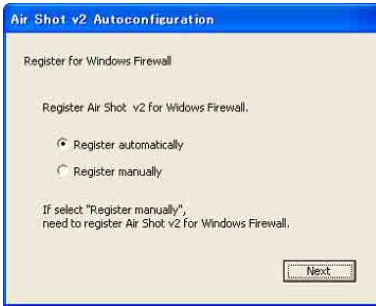 Air Shot v2 Autoconfiguration
Register for Windows Firewall
Register Air Shot v2 for Widows Firewall.
Register automatically
Register manually
If select "Register manually",
need to register Air Shot v2 for Windows Firewall.
Next